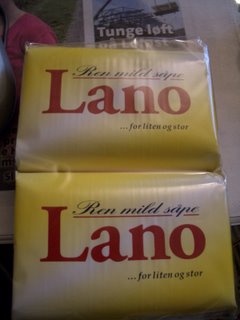 Tunge løft
Ren mild såpe
Lano
...for liten og stor
Ren mild såpe
Lano
...for liten og stor